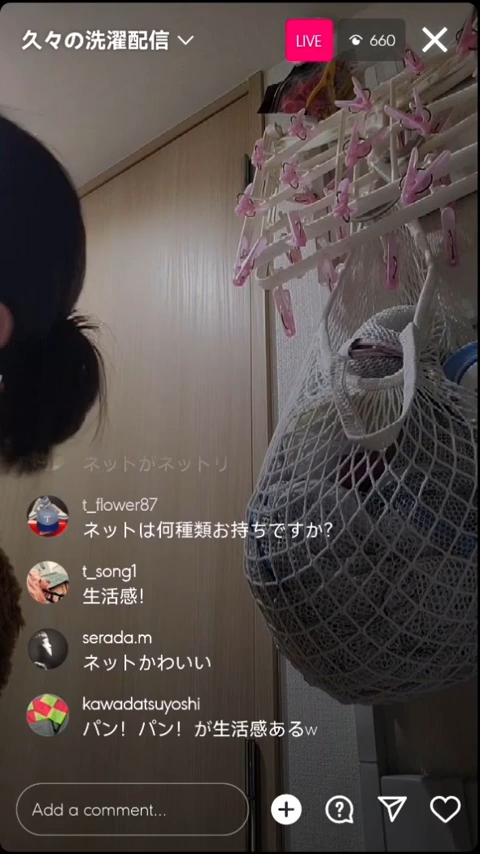 久々の洗濯配信
LIVE
660
ネットがネットリ
t_flower87
ネットは何種類お持ちですか？
t_song1
生活感！
serada.m
ネットかわいい
kawadatsuyoshi
パン！パン！が生活感あるw
Add a comment...